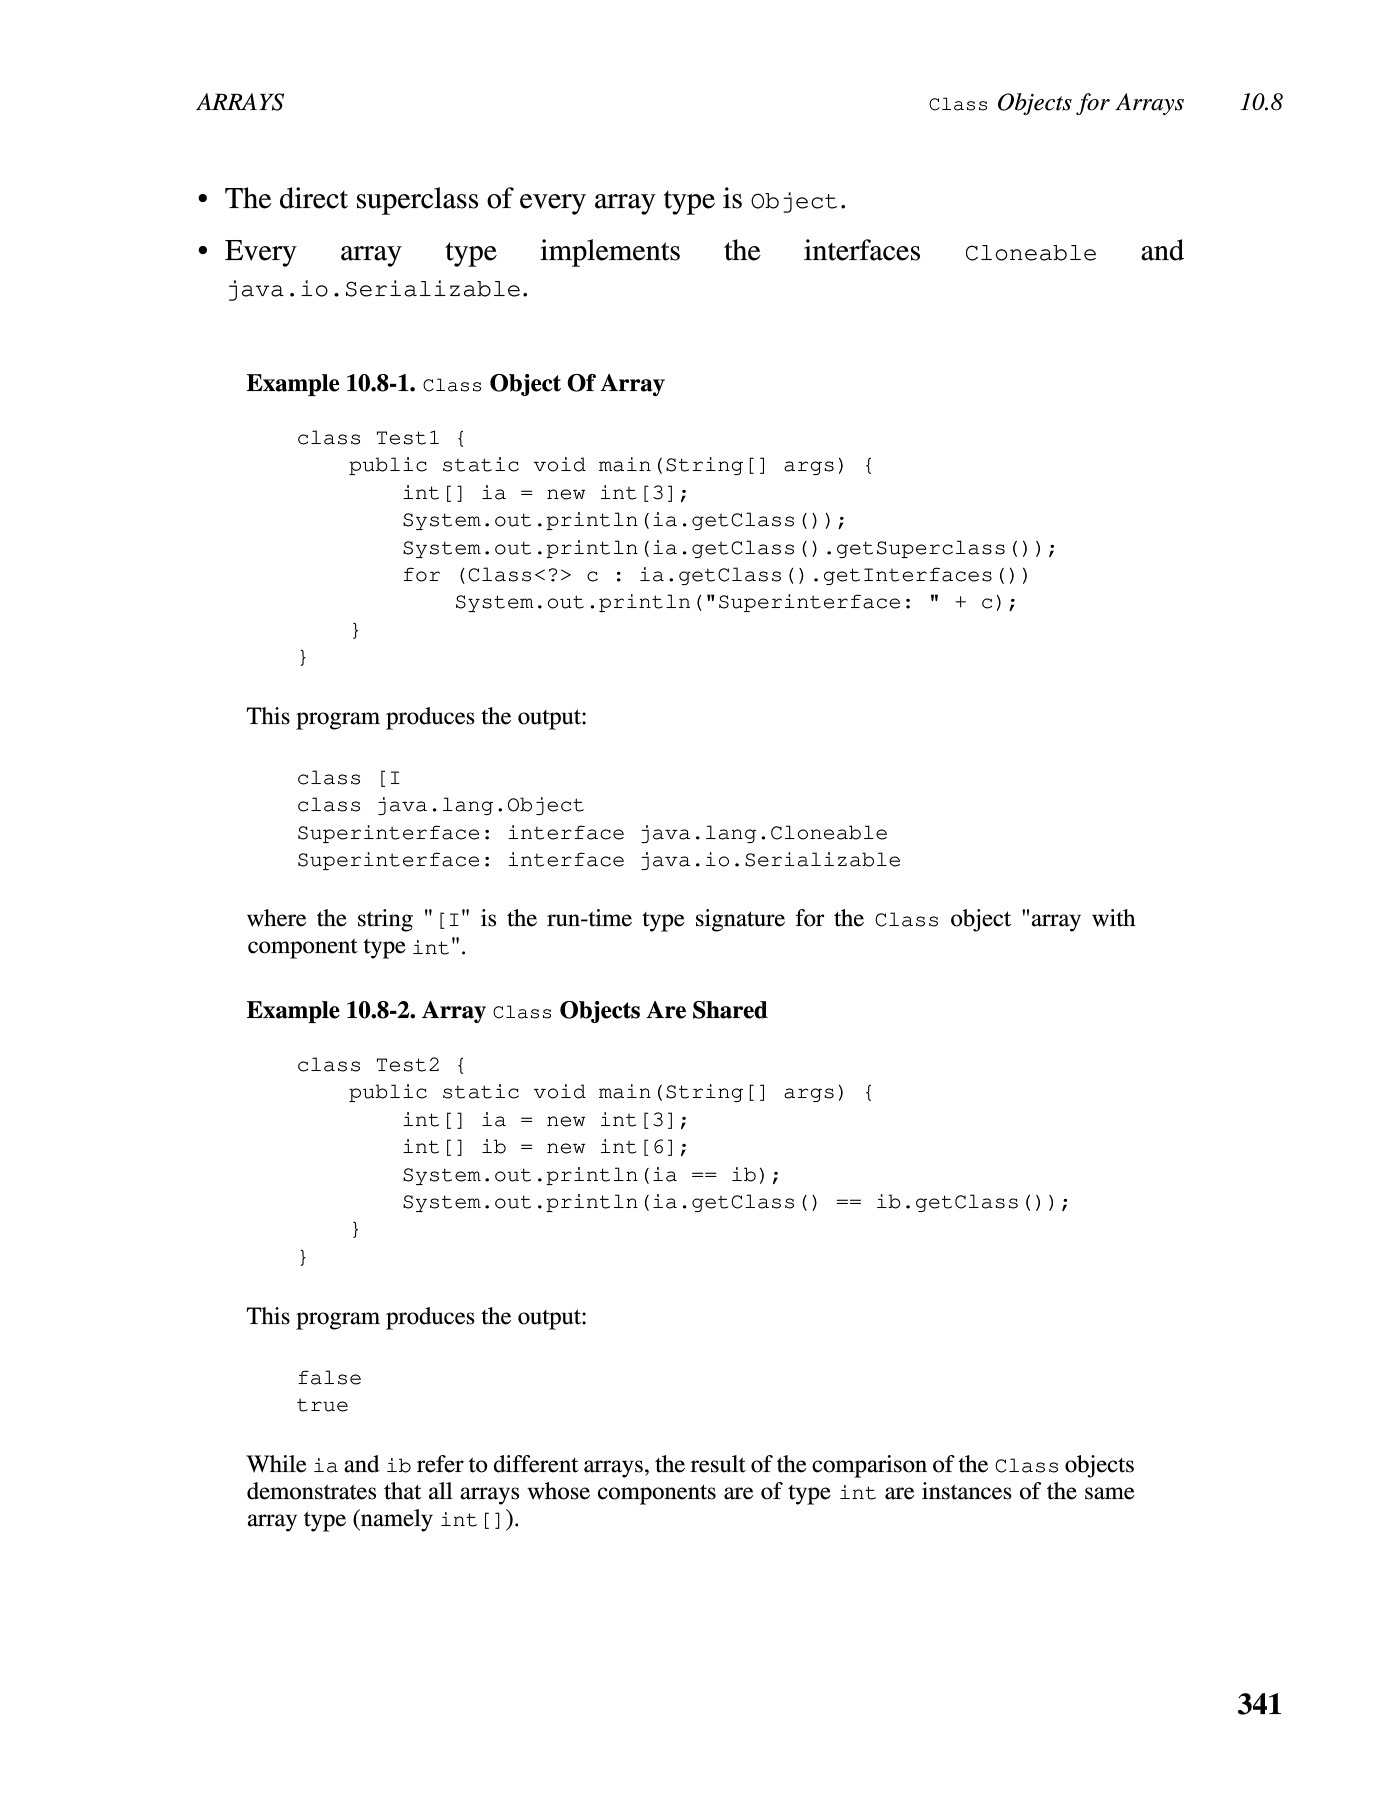 ARRAYS Class Objects for Arrays 10.8
• The direct superclass of every array type is Object.
• Every array type implements the interfaces Cloneable and
java.io.Serializable.
Example 10.8-1. Class Object Of Array
class Test1 {
    public static void main(String[] args) {
        int[] ia = new int[3];
        System.out.println(ia.getClass());
        System.out.println(ia.getClass().getSuperclass());
        for (Class<?> c : ia.getClass().getInterfaces())
            System.out.println("Superinterface: " + c);
    }
}
This program produces the output:
class [I
class java.lang.Object
Superinterface: interface java.lang.Cloneable
Superinterface: interface java.io.Serializable
where the string "[I" is the run-time type signature for the Class object "array with
component type int".
Example 10.8-2. Array Class Objects Are Shared
class Test2 {
    public static void main(String[] args) {
        int[] ia = new int[3];
        int[] ib = new int[6];
        System.out.println(ia == ib);
        System.out.println(ia.getClass() == ib.getClass());
    }
}
This program produces the output:
false
true
While ia and ib refer to different arrays, the result of the comparison of the Class objects
demonstrates that all arrays whose components are of type int are instances of the same
array type (namely int[]).
341